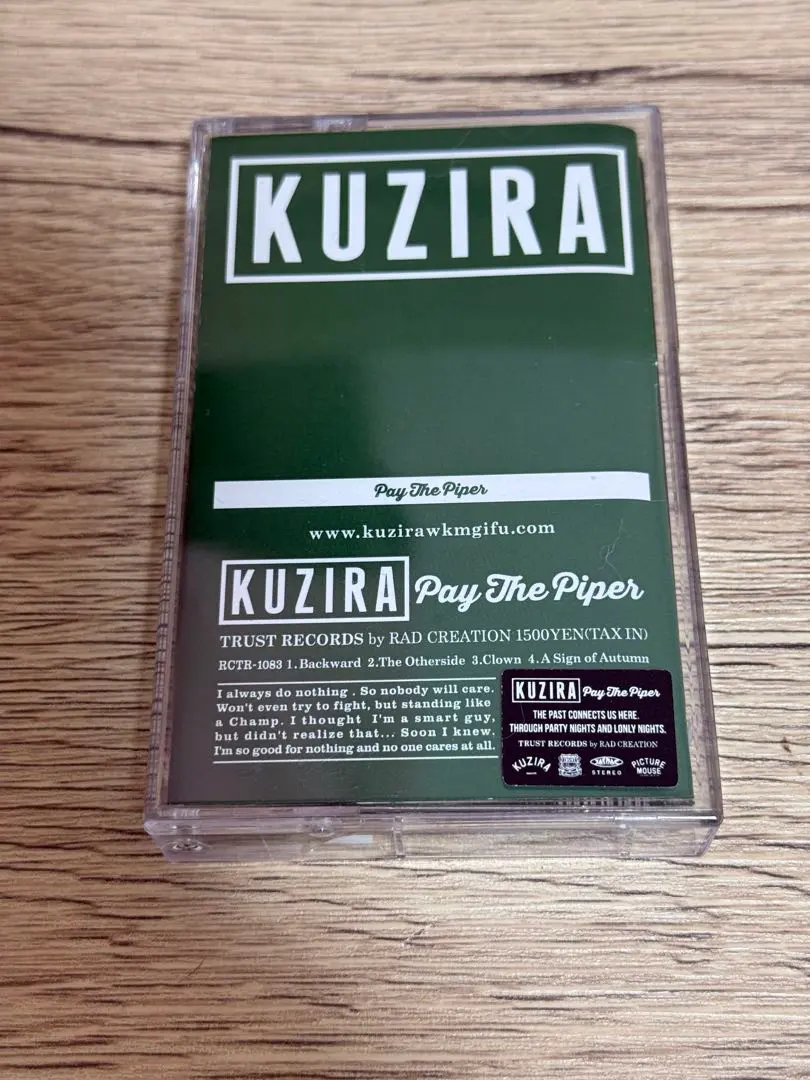 KUZIRA
Pay The Piper
www.kuzirawkmgifu.com
KUZIRA Pay The Piper
TRUST RECORDS by RAD CREATION 1500YEN(TAX IN)
RCTR-1083 1.Backward 2.The Otherside 3.Clown 4.A Sign of Autumn
I always do nothing . So nobody will care.
Won't even try to fight, but standing like
a Champ. I thought I'm a smart guy,
but didn't realize that... Soon I knew.
I'm so good for nothing and no one cares at all.
KUZIRA Pay The Piper
THE PAST CONNECTS US HERE.
THROUGH PARTY NIGHTS AND LONLY NIGHTS.
TRUST RECORDS by RAD CREATION
KUZIRA
STEREO
PICTURE
MOUSE